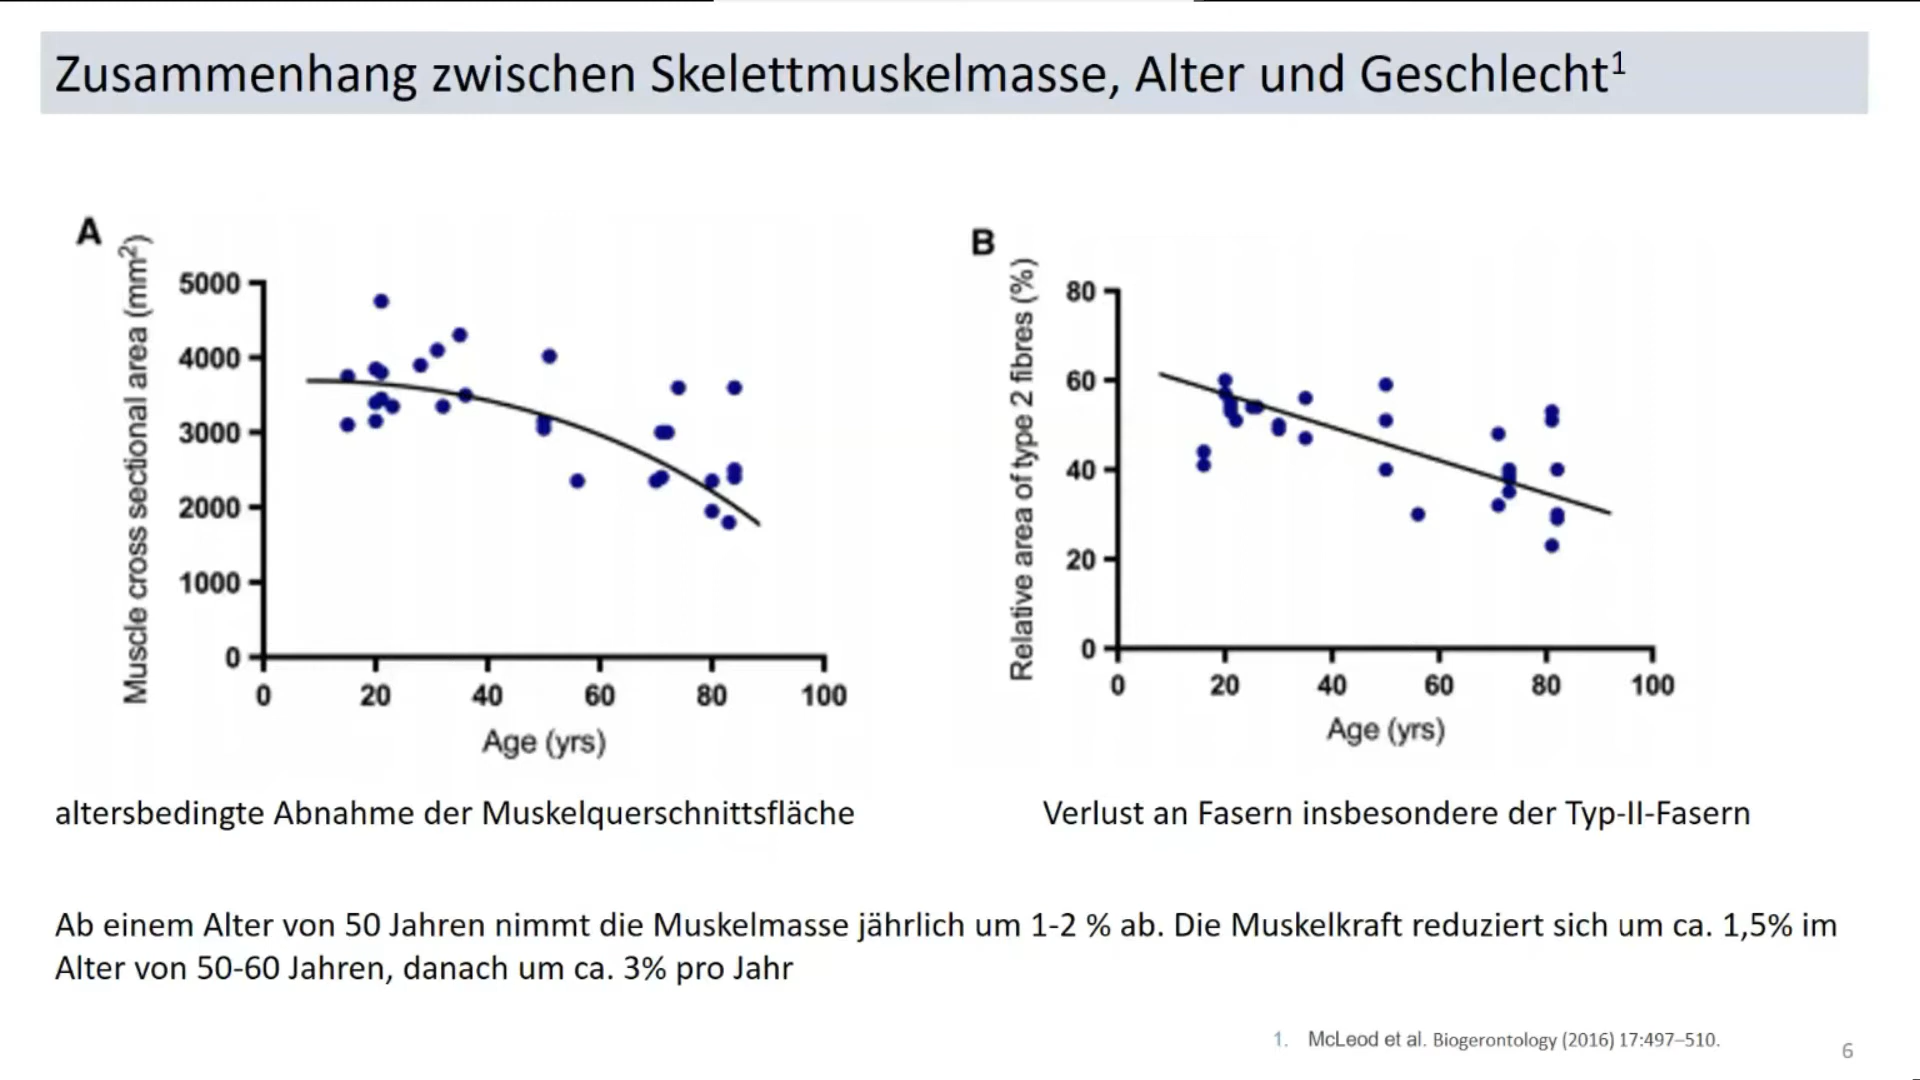 Zusammenhang zwischen Skelettmuskelmasse, Alter und Geschlecht¹
A
Muscle cross sectional area (mm²)
5000
4000
3000
2000
1000
0
0 20 40 60 80 100
Age (yrs)
B
Relative area of type 2 fibres (%)
80
60
40
20
0
0 20 40 60 80 100
Age (yrs)
altersbedingte Abnahme der Muskelquerschnittsfläche
Verlust an Fasern insbesondere der Typ-II-Fasern
Ab einem Alter von 50 Jahren nimmt die Muskelmasse jährlich um 1-2 % ab. Die Muskelkraft reduziert sich um ca. 1,5% im
Alter von 50-60 Jahren, danach um ca. 3% pro Jahr
1. McLeod et al. Biogerontology (2016) 17:497–510.
6